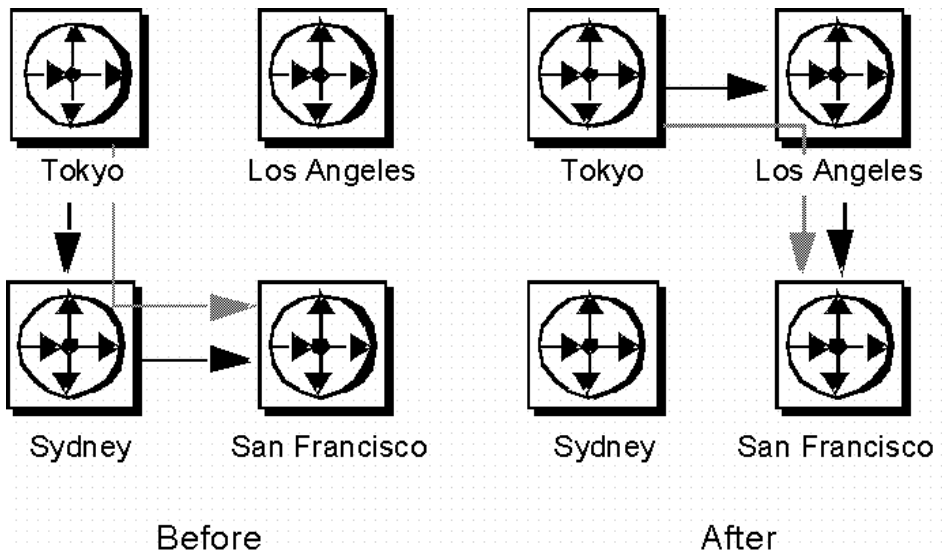 Tokyo
Los Angeles
Tokyo
Los Angeles
Sydney
San Francisco
Sydney
San Francisco
Before
After